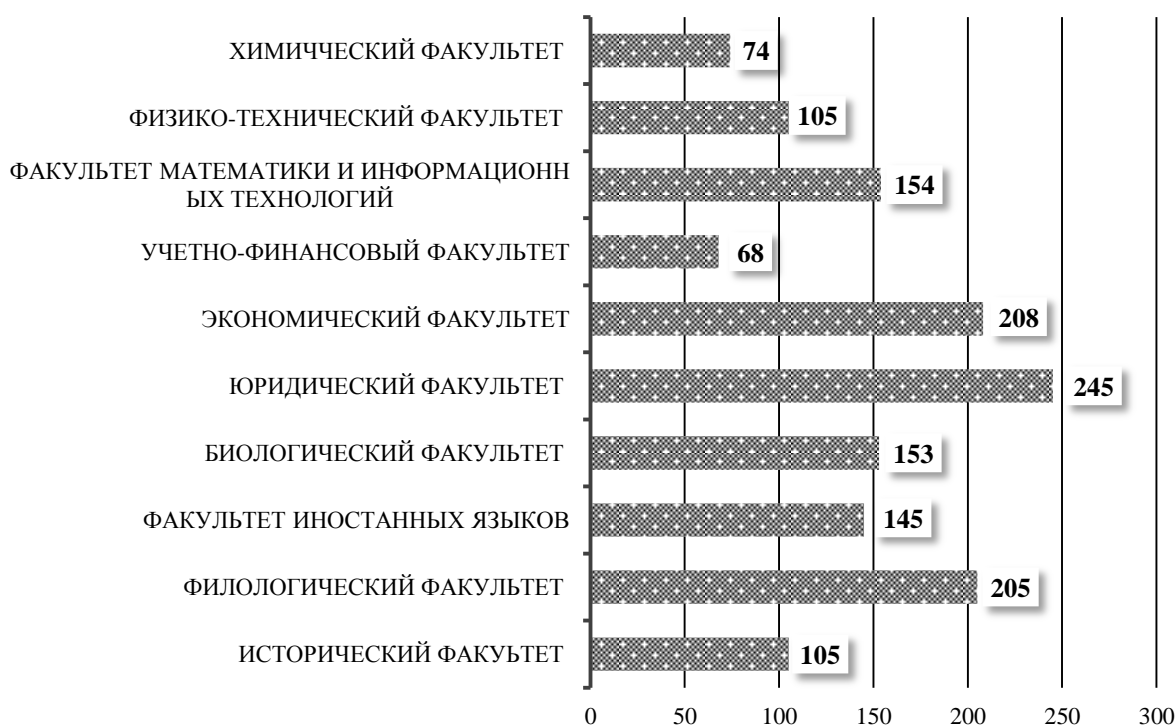 ХИМИЧЧЕСКИЙ ФАКУЛЬТЕТ
74
ФИЗИКО-ТЕХНИЧЕСКИЙ ФАКУЛЬТЕТ
105
ФАКУЛЬТЕТ МАТЕМАТИКИ И ИНФОРМАЦИОНН
ЫХ ТЕХНОЛОГИЙ
154
УЧЕТНО-ФИНАНСОВЫЙ ФАКУЛЬТЕТ
68
ЭКОНОМИЧЕСКИЙ ФАКУЛЬТЕТ
208
ЮРИДИЧЕСКИЙ ФАКУЛЬТЕТ
245
БИОЛОГИЧЕСКИЙ ФАКУЛЬТЕТ
153
ФАКУЛЬТЕТ ИНОСТАННЫХ ЯЗЫКОВ
145
ФИЛОЛОГИЧЕСКИЙ ФАКУЛЬТЕТ
205
ИСТОРИЧЕСКИЙ ФАКУЬТЕТ
105
0 50 100 150 200 250 300